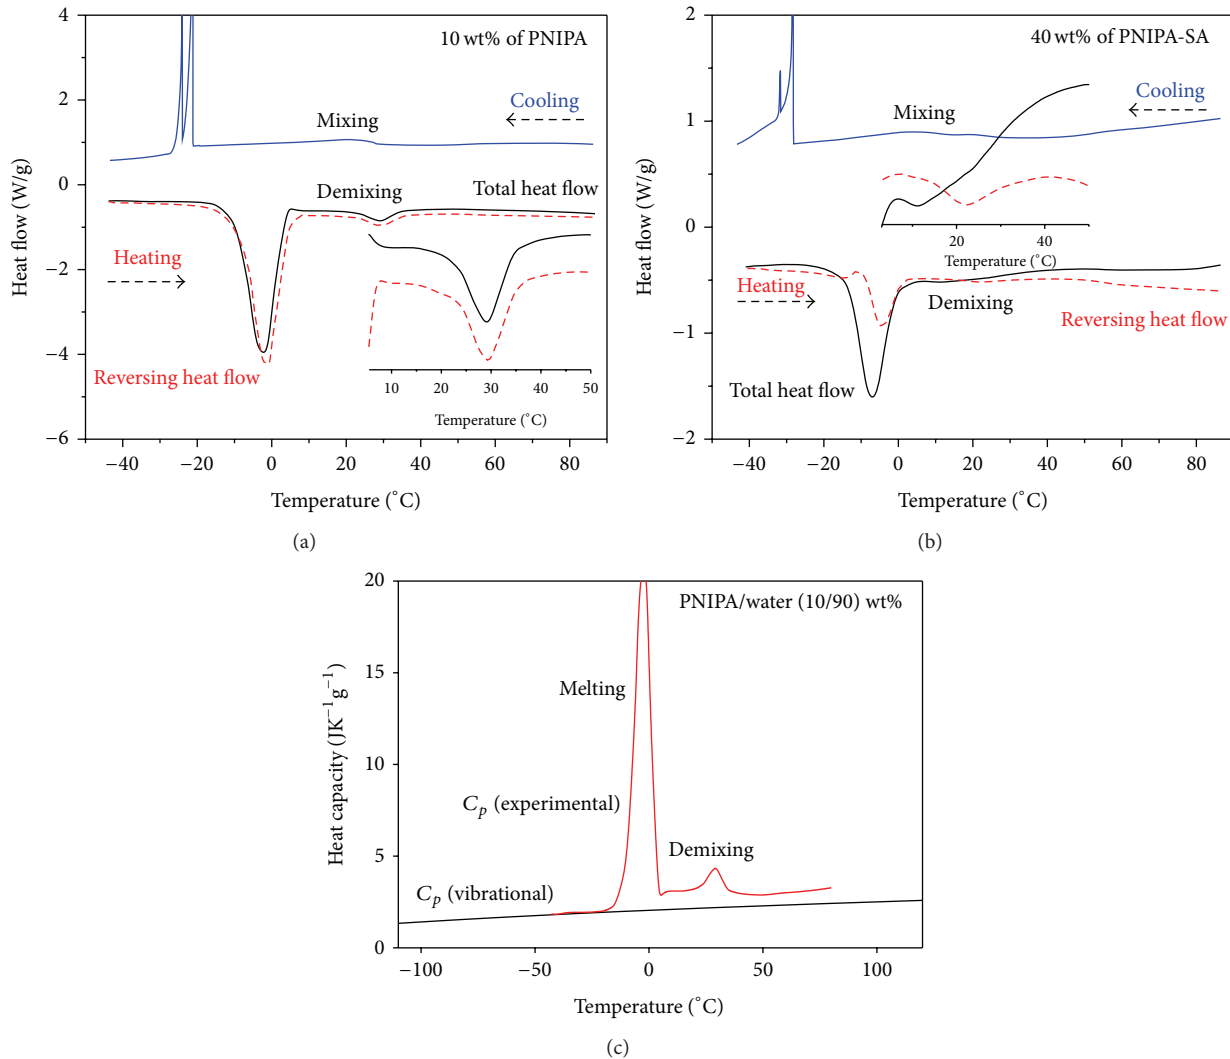 10 wt% of PNIPA
Cooling
Mixing
Demixing
Total heat flow
Heating
Reversing heat flow
10 20 30 40 50
Temperature (˚C)
4
2
0
−2
−4
−6
Heat flow (W/g)
−40 −20 0 20 40 60 80
Temperature (˚C)
(a)
40 wt% of PNIPA-SA
Cooling
Mixing
20 40
Temperature (˚C)
Heating
Demixing
Reversing heat flow
Total heat flow
2
1
0
−1
−2
Heat flow (W/g)
−40 −20 0 20 40 60 80
Temperature (˚C)
(b)
PNIPA/water (10/90) wt%
Melting
Cp (experimental)
Demixing
Cp (vibrational)
20
15
10
5
0
Heat capacity (JK−1g−1)
−100 −50 0 50 100
Temperature (˚C)
(c)